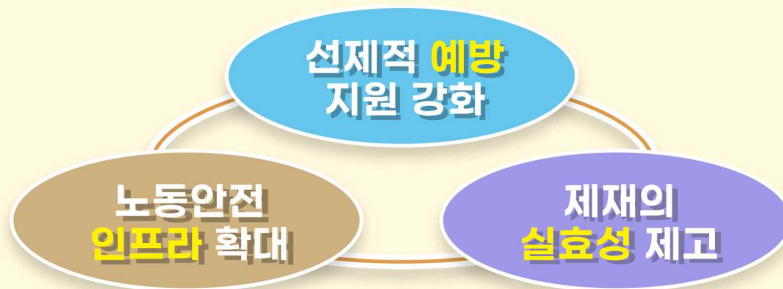 선제적 예방
지원 강화
노동안전
인프라 확대
제재의
실효성 제고